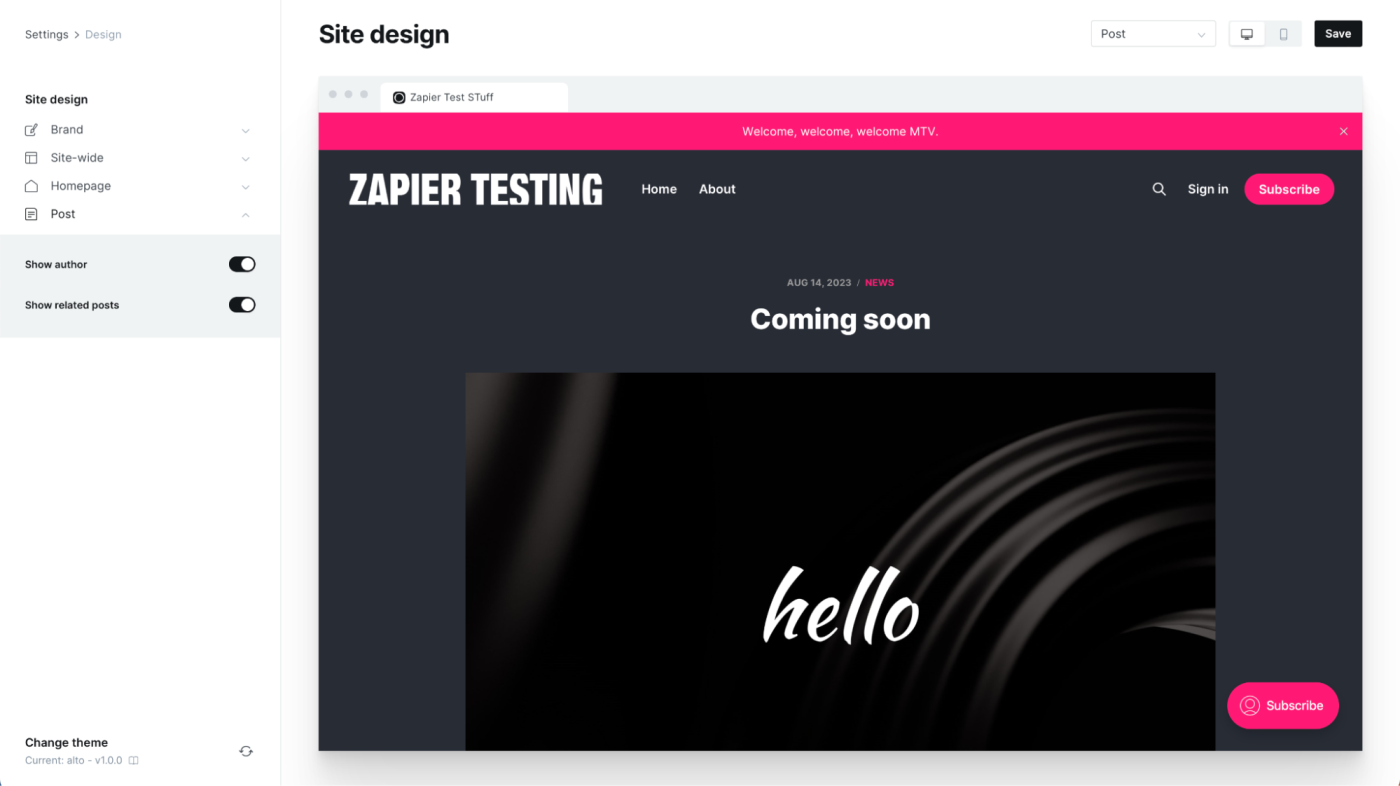 Settings > Design
Site design
Brand
Site-wide
Homepage
Post
Show author
Show related posts
Change theme
Current: alto - v1.0.0
Site design
Post
Save
Zapier Test STuff
Welcome, welcome, welcome MTV.
ZAPIER TESTING
Home About
Sign in Subscribe
AUG 14, 2023 / NEWS
Coming soon
hello
Subscribe